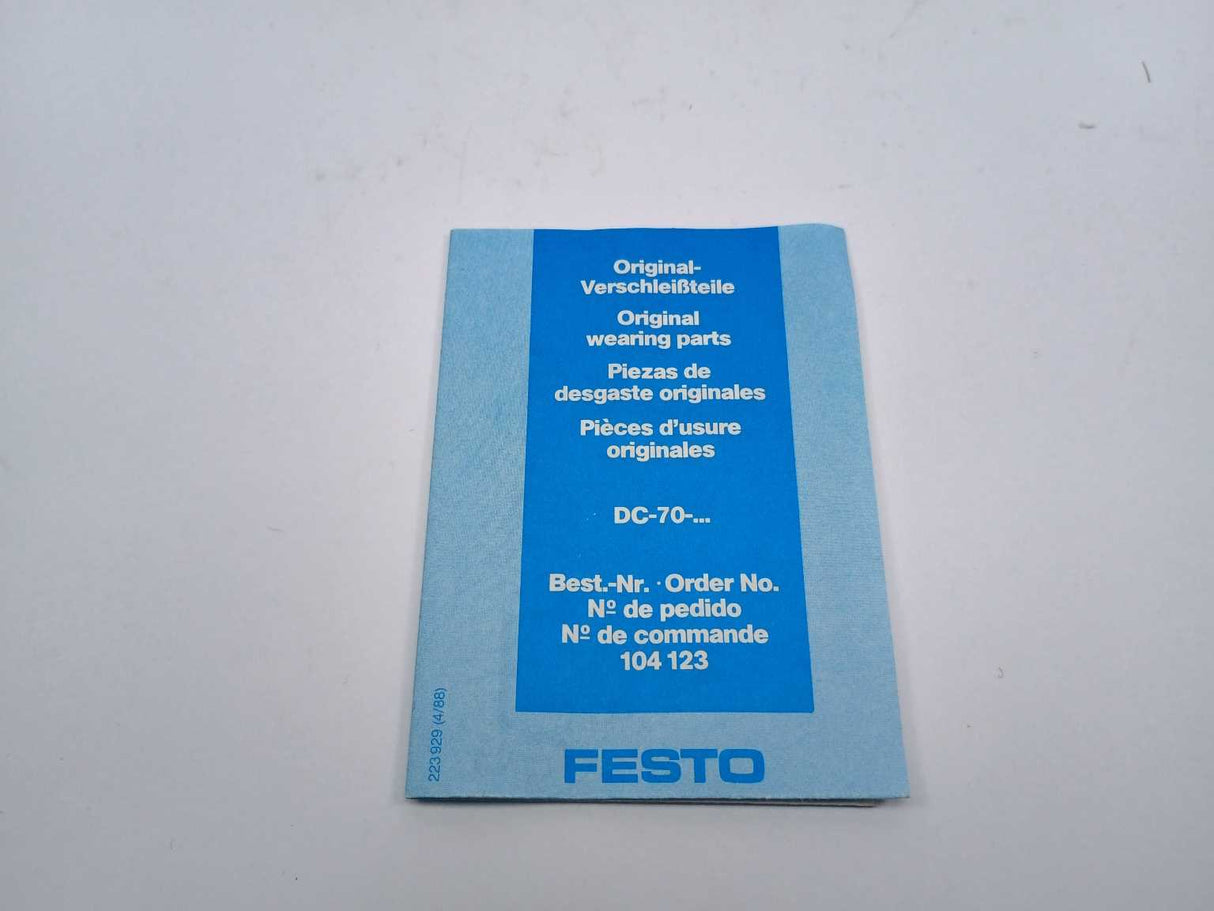 Original-
Verschleißteile
Original
wearing parts
Piezas de
desgaste originales
Pièces d'usure
originales
DC-70-...
Best.-Nr. · Order No.
Nº de pedido
Nº de commande
104 123
223 929 (4/88)
FESTO